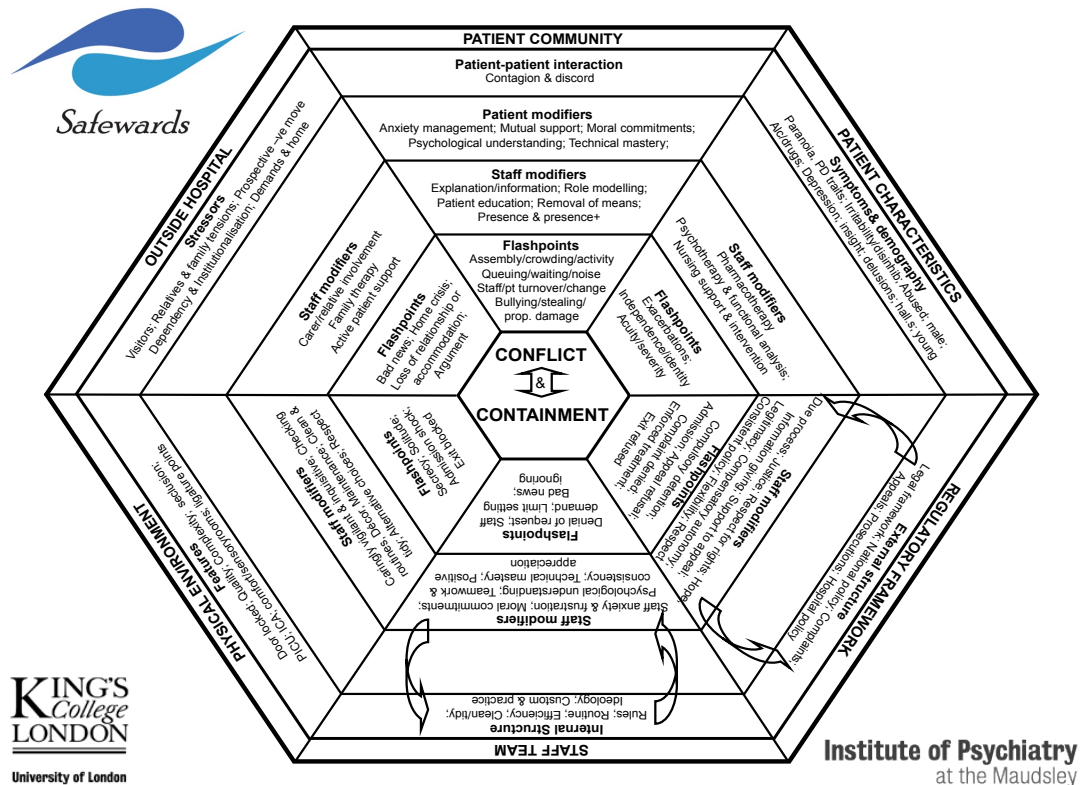 Safewards
PATIENT COMMUNITY
Patient-patient interaction
Contagion & discord
Patient modifiers
Anxiety management; Mutual support; Moral commitments;
Psychological understanding; Technical mastery;
Staff modifiers
Explanation/information; Role modelling;
Patient education; Removal of means;
Presence & presence+
Flashpoints
Assembly/crowding/activity
Queuing/waiting/noise
Staff/pt turnover/change
Bullying/stealing/
prop. damage
PATIENT CHARACTERISTICS
Symptoms& demography
Paranoia, PD traits; Irritability/disinhib; Abused; male;
Alc/drugs; Depression; insight; delusions; hall.s; young
Staff modifiers
Pharmacotherapy
Psychotherapy & functional analysis;
Nursing support & intervention
Flashpoints
Exacerbations;
Independence/identity
Acuity/severity
REGULATORY FRAMEWORK
External structure
Legal framework; National policy; Complaints;
Appeals; Prosecutions; Hospital policy
Staff modifiers
Due process; Justice; Respect for rights; Hope;
Information giving; Support to appeal;
Legitimacy; Compensatory autonomy;
Consistent policy; Flexibility; Respect
Flashpoints
Compulsory detention;
Admission; Appeal refusal;
Complaint denied;
Enforced treatment;
Exit refused
STAFF TEAM
Internal Structure
Rules; Routine; Efficiency; Clean/tidy;
Ideology; Custom & practice
Staff modifiers
Staff anxiety & frustration; Moral commitments;
Psychological understanding; Teamwork &
consistency; Technical mastery; Positive
appreciation
Flashpoints
Denial of request; Staff
demand; Limit setting
Bad news;
ignoring
PHYSICAL ENVIRONMENT
Features
Door locked; Quality; Complexity; seclusion;
PICU; ICA; comfort/sensoryrooms; ligature points
Staff modifiers
Caringly vigilant & inquisitive; Checking
routines, Décor, Maintenance; Clean &
tidy; Alternative choices; Respect
Flashpoints
Secrecy; Solitude;
Admission shock;
Exit blocked
OUTSIDE HOSPITAL
Stressors
Visitors; Relatives & family tensions; Prospective –ve move
Dependency & Institutionalisation; Demands & home
Staff modifiers
Carer/relative involvement
Family therapy
Active patient support
Flashpoints
Bad news; Home crisis;
Loss of relationship or
accommodation;
Argument
CONFLICT
&
CONTAINMENT
KING'S
College
LONDON
University of London
Institute of Psychiatry
at the Maudsley